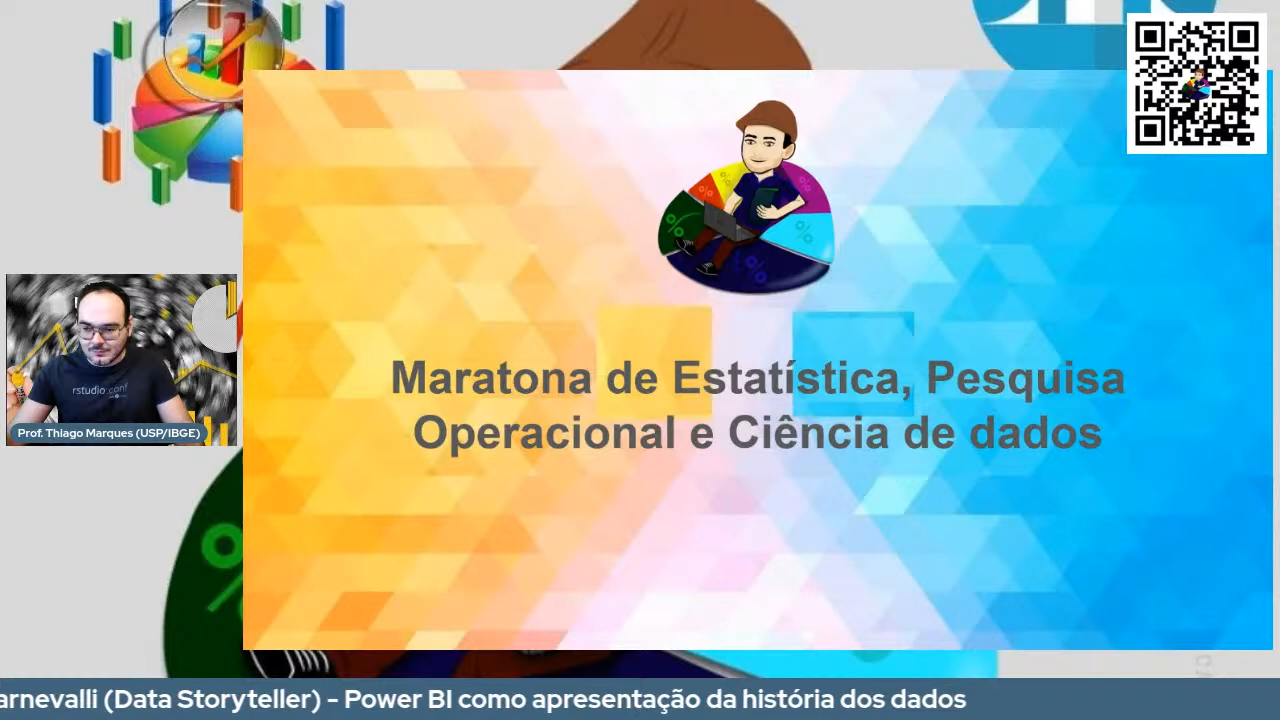 Maratona de Estatística, Pesquisa
Operacional e Ciência de dados
rstudio::conf
Prof. Thiago Marques (USP/IBGE)
arnevalli (Data Storyteller) - Power BI como apresentação da história dos dados